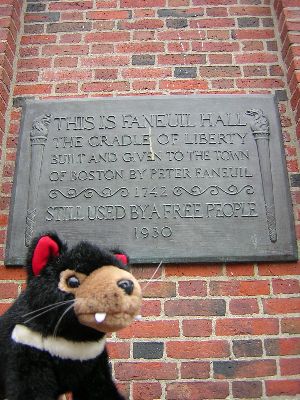 THIS IS FANEUIL HALL
THE CRADLE OF LIBERTY
BUILT AND GIVEN TO THE TOWN
OF BOSTON BY PETER FANEUIL
1742
STILL USED BY A FREE PEOPLE
1930